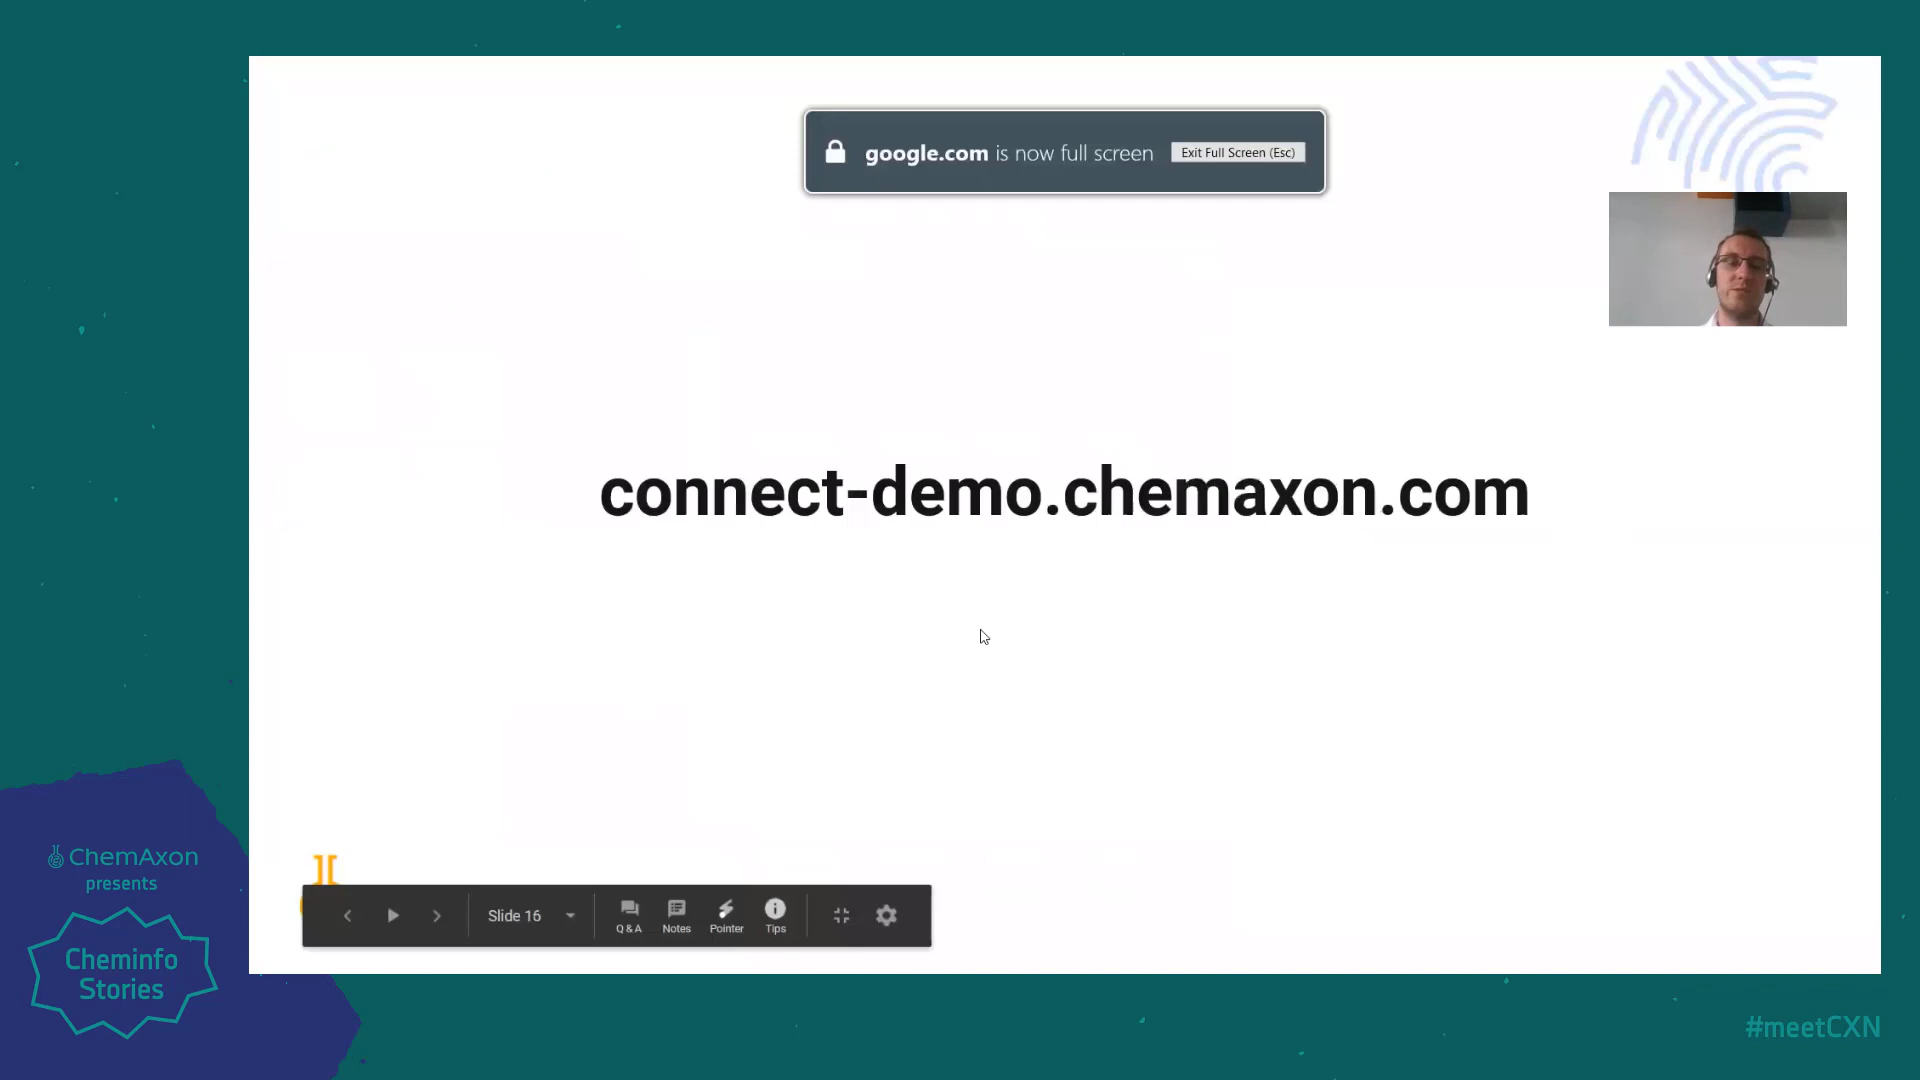 google.com is now full screen Exit Full Screen (Esc)
connect-demo.chemaxon.com
Slide 16
Q & A
Notes
Pointer
Tips
ChemAxon
presents
Cheminfo
Stories
#meetCXN